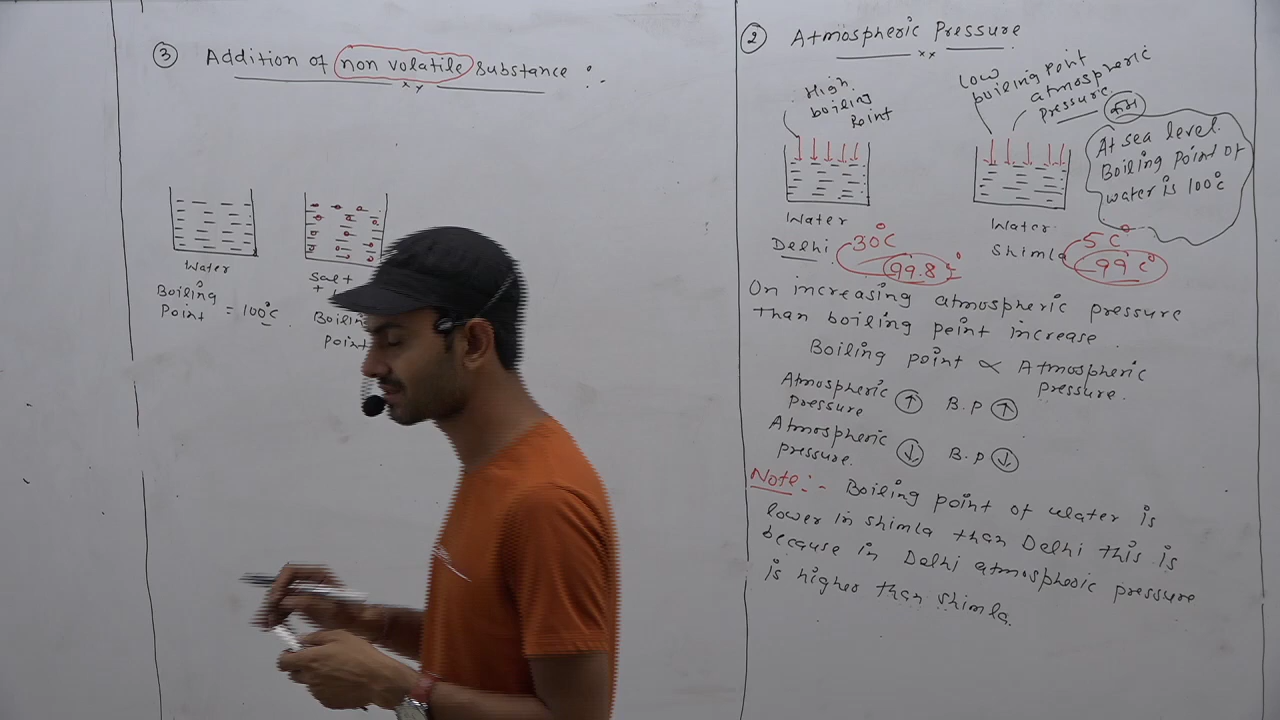 ③ Addition of non volatile substance :-
Water
Boiling
Point = 100°C
Salt
+
Boilin
Point
② Atmospheric Pressure
High
boiling
Point
Low
boiling point
atmospheric
pressure
कम
At sea level
Boiling Point of
water is 100°C
Water
Delhi 30°C
99.8°C
Water
Shimla 5C°
99 C°
On increasing atmospheric pressure
than boiling point increase.
Boiling point ∝ Atmospheric
pressure.
Atmospheric
pressure ↑ B.P ↑
Atmospheric
pressure. ↓ B.P ↓
Note:- Boiling point of water is
lower in shimla than Delhi this is
because in Delhi atmospheric pressure
is higher than shimla.